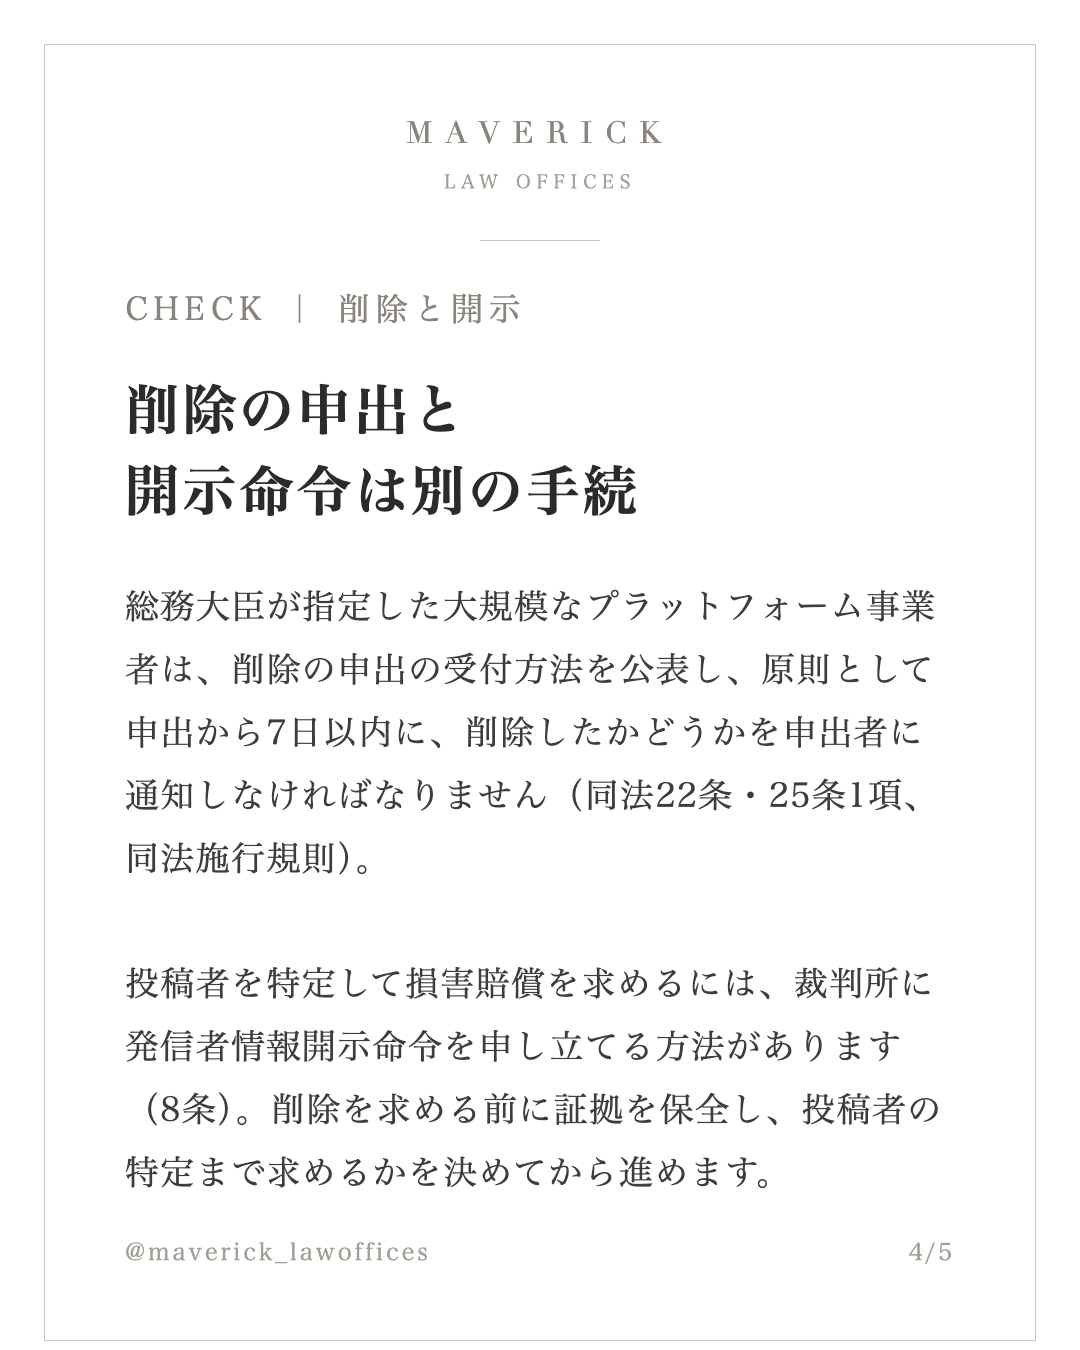 MAVERICK
LAW OFFICES
CHECK ｜ 削除と開示
削除の申出と
開示命令は別の手続
総務大臣が指定した大規模なプラットフォーム事業
者は、削除の申出の受付方法を公表し、原則として
申出から7日以内に、削除したかどうかを申出者に
通知しなければなりません（同法22条・25条1項、
同法施行規則）。
投稿者を特定して損害賠償を求めるには、裁判所に
発信者情報開示命令を申し立てる方法があります
（8条）。削除を求める前に証拠を保全し、投稿者の
特定まで求めるかを決めてから進めます。
@maverick_lawoffices
4/5